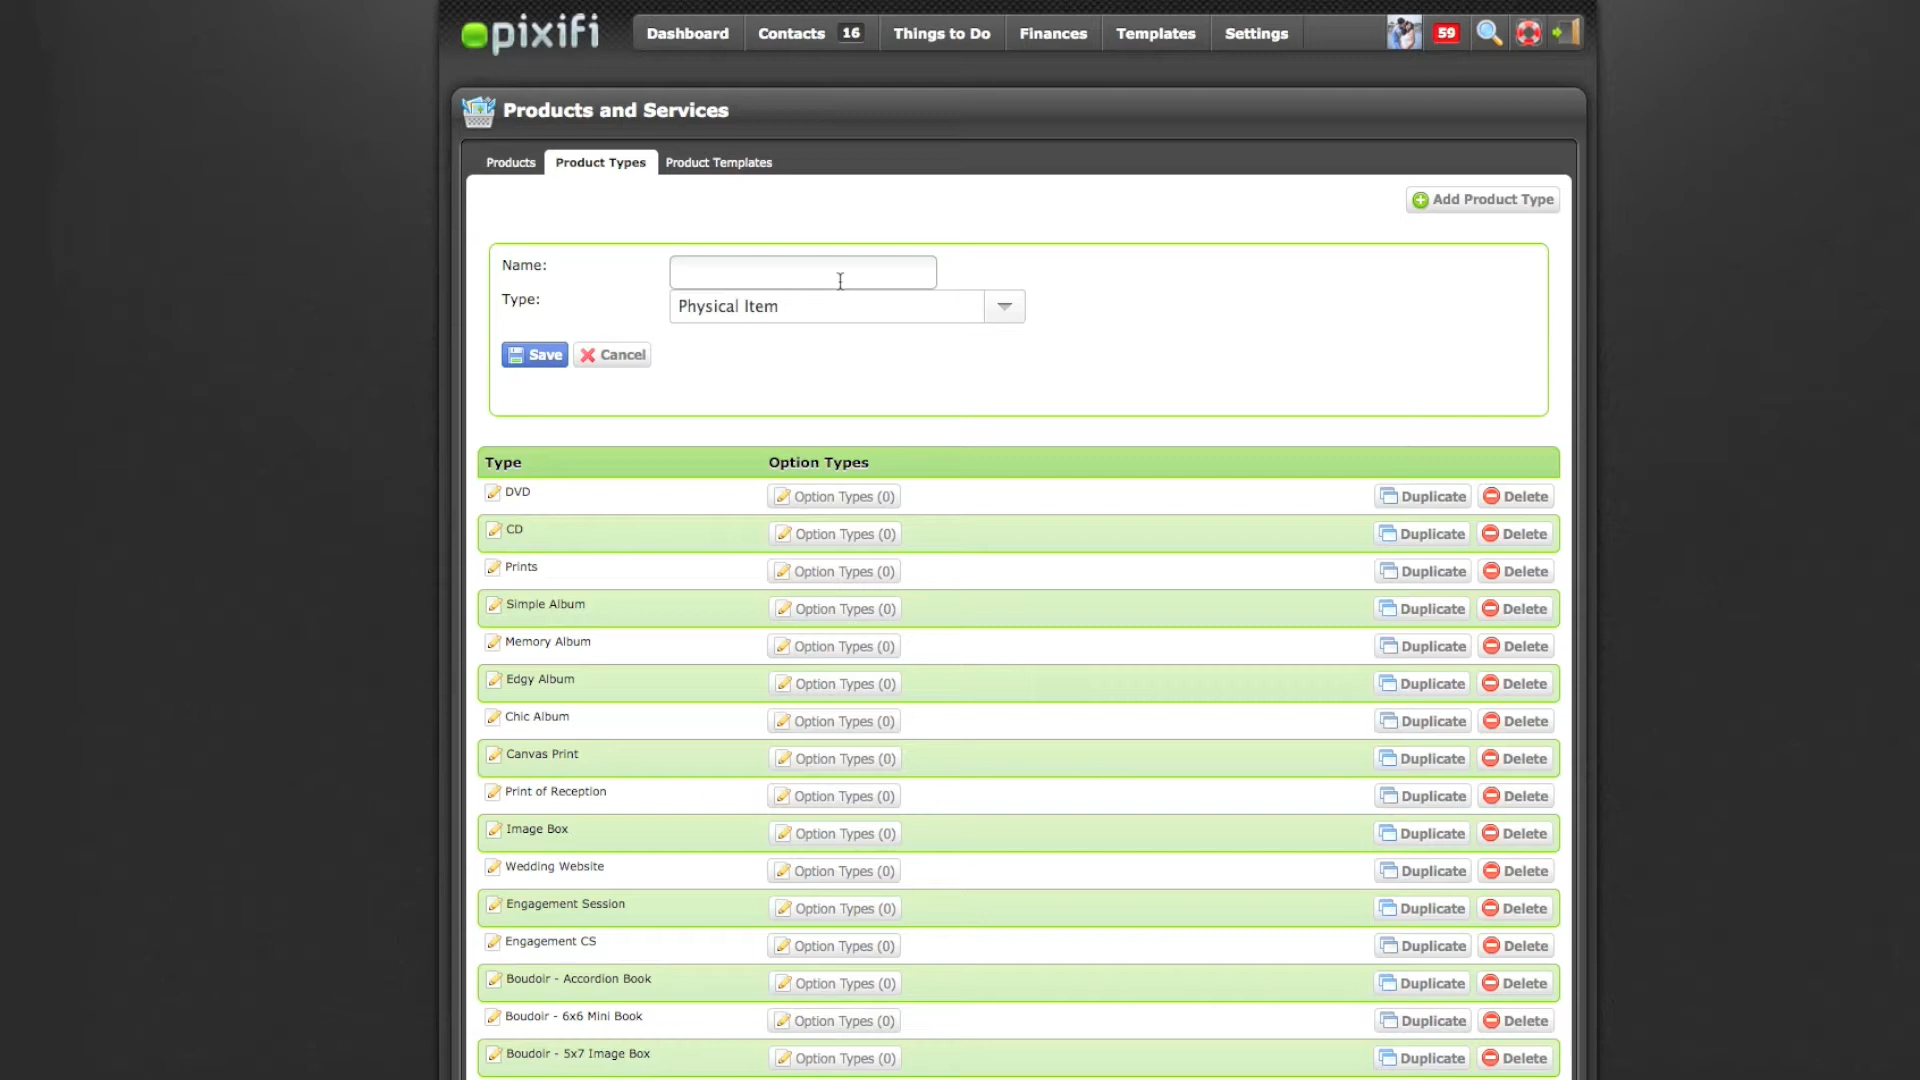 pixifi Dashboard Contacts 16 Things to Do Finances Templates Settings 59
Products and Services
Products Product Types Product Templates
Add Product Type
Name:
Type: Physical Item
Save Cancel
Type Option Types
DVD Option Types (0) Duplicate Delete
CD Option Types (0) Duplicate Delete
Prints Option Types (0) Duplicate Delete
Simple Album Option Types (0) Duplicate Delete
Memory Album Option Types (0) Duplicate Delete
Edgy Album Option Types (0) Duplicate Delete
Chic Album Option Types (0) Duplicate Delete
Canvas Print Option Types (0) Duplicate Delete
Print of Reception Option Types (0) Duplicate Delete
Image Box Option Types (0) Duplicate Delete
Wedding Website Option Types (0) Duplicate Delete
Engagement Session Option Types (0) Duplicate Delete
Engagement CS Option Types (0) Duplicate Delete
Boudoir - Accordion Book Option Types (0) Duplicate Delete
Boudoir - 6x6 Mini Book Option Types (0) Duplicate Delete
Boudoir - 5x7 Image Box Option Types (0) Duplicate Delete